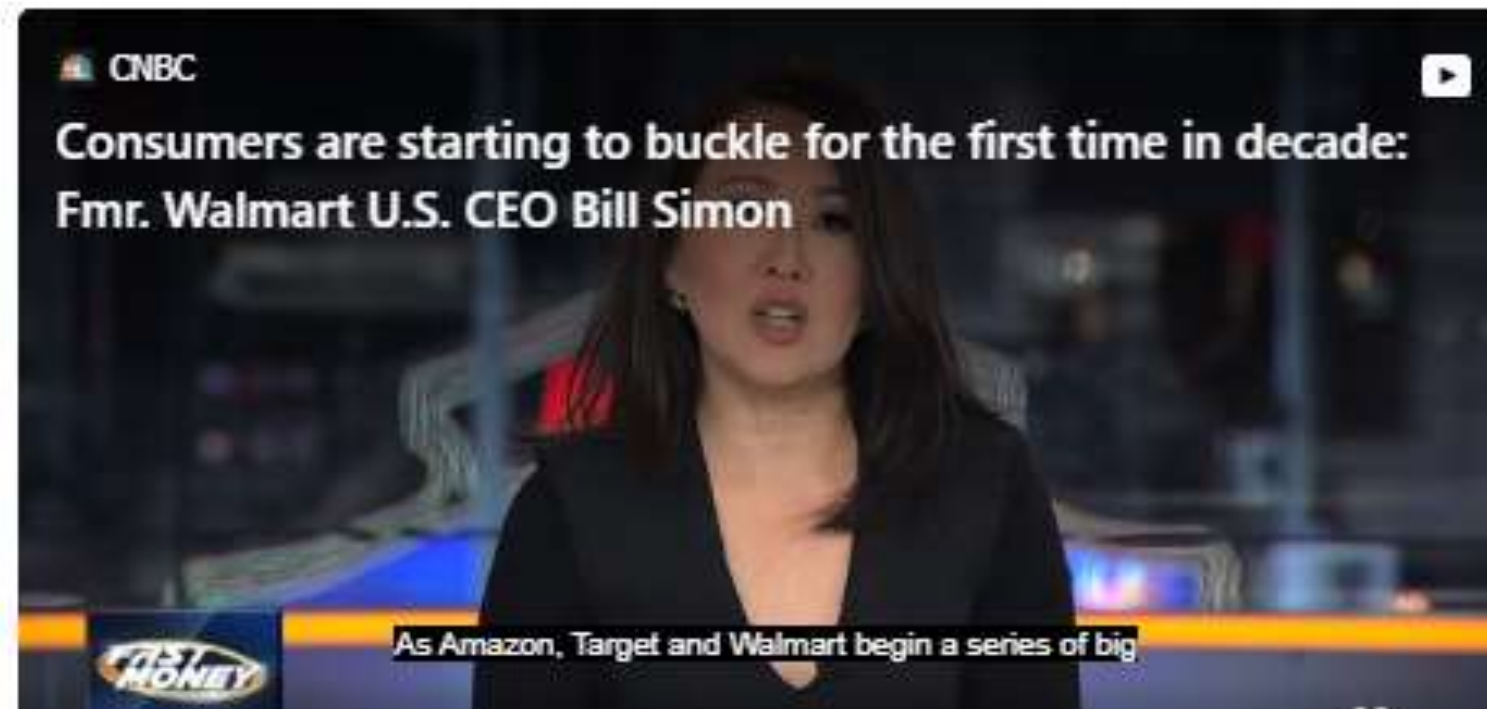 CNBC
Consumers are starting to buckle for the first time in decade:
Fmr. Walmart U.S. CEO Bill Simon
As Amazon, Target and Walmart begin a series of big
FAST
MONEY